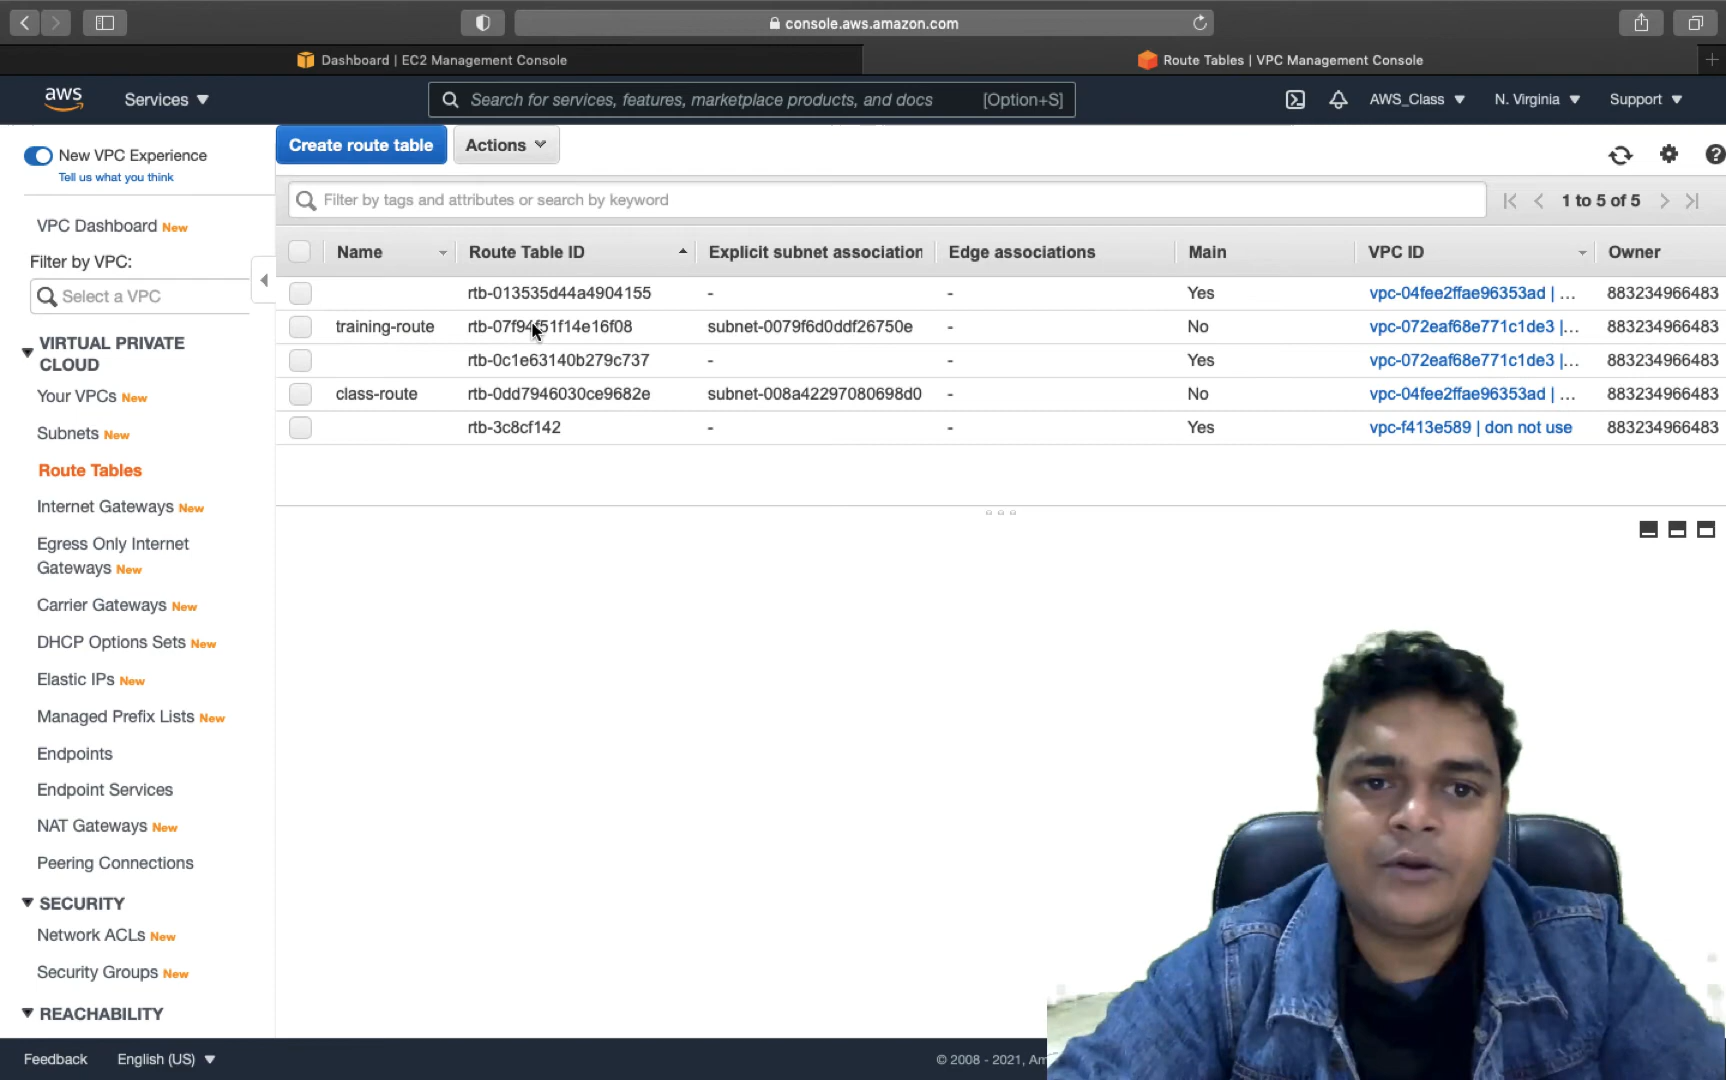 console.aws.amazon.com
Dashboard | EC2 Management Console
Route Tables | VPC Management Console
aws
Services
Search for services, features, marketplace products, and docs
[Option+S]
AWS_Class
N. Virginia
Support
New VPC Experience
Tell us what you think
Create route table
Actions
Filter by tags and attributes or search by keyword
1 to 5 of 5
VPC Dashboard New
Filter by VPC:
Select a VPC
VIRTUAL PRIVATE
CLOUD
Your VPCs New
Subnets New
Route Tables
Internet Gateways New
Egress Only Internet
Gateways New
Carrier Gateways New
DHCP Options Sets New
Elastic IPs New
Managed Prefix Lists New
Endpoints
Endpoint Services
NAT Gateways New
Peering Connections
SECURITY
Network ACLs New
Security Groups New
REACHABILITY
Name Route Table ID Explicit subnet association Edge associations Main VPC ID Owner
rtb-013535d44a4904155 - - Yes vpc-04fee2ffae96353ad | ... 883234966483
training-route rtb-07f94f51f14e16f08 subnet-0079f6d0ddf26750e - No vpc-072eaf68e771c1de3 |... 883234966483
rtb-0c1e63140b279c737 - - Yes vpc-072eaf68e771c1de3 |... 883234966483
class-route rtb-0dd7946030ce9682e subnet-008a42297080698d0 - No vpc-04fee2ffae96353ad | ... 883234966483
rtb-3c8cf142 - - Yes vpc-f413e589 | don not use 883234966483
Feedback
English (US)
© 2008 - 2021, Am